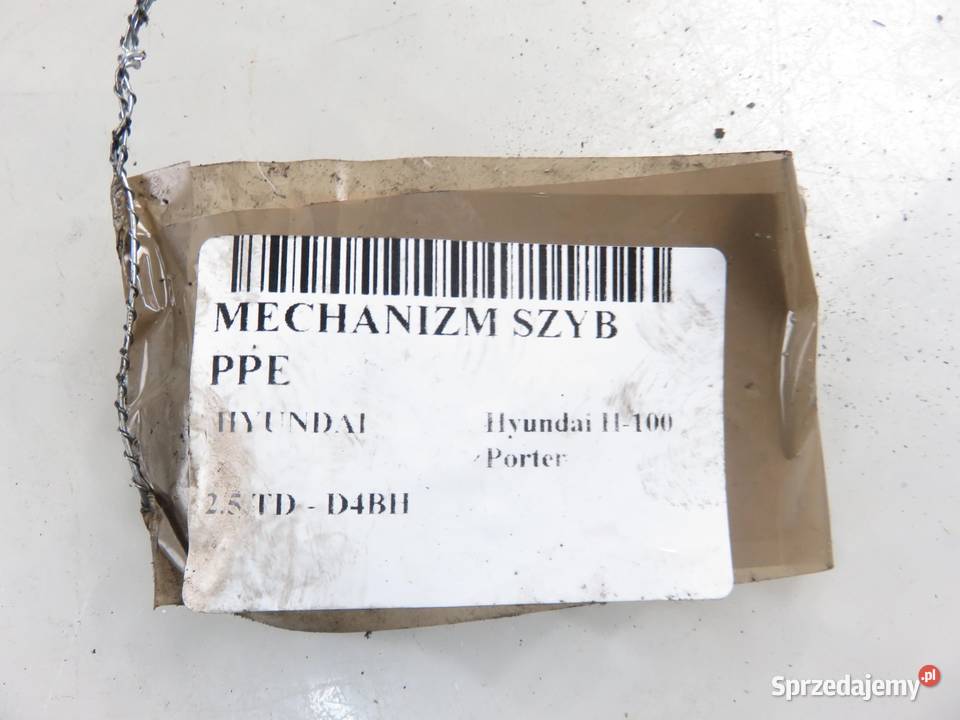 MECHANIZM SZYB
PPE
HYUNDAI Hyundai H-100
Porter
2.5 TD - D4BH
Sprzedajemy.pl